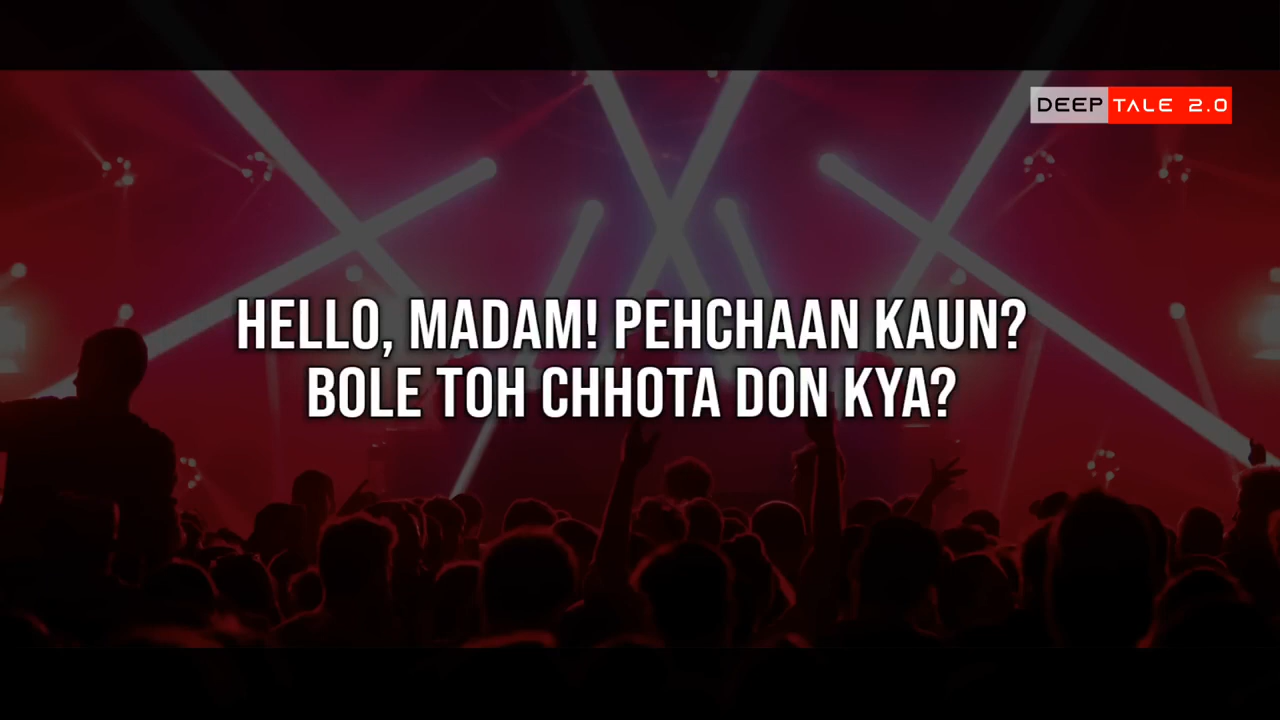 DEEP TALE 2.0
HELLO, MADAM! PEHCHAAN KAUN?
BOLE TOH CHHOTA DON KYA?